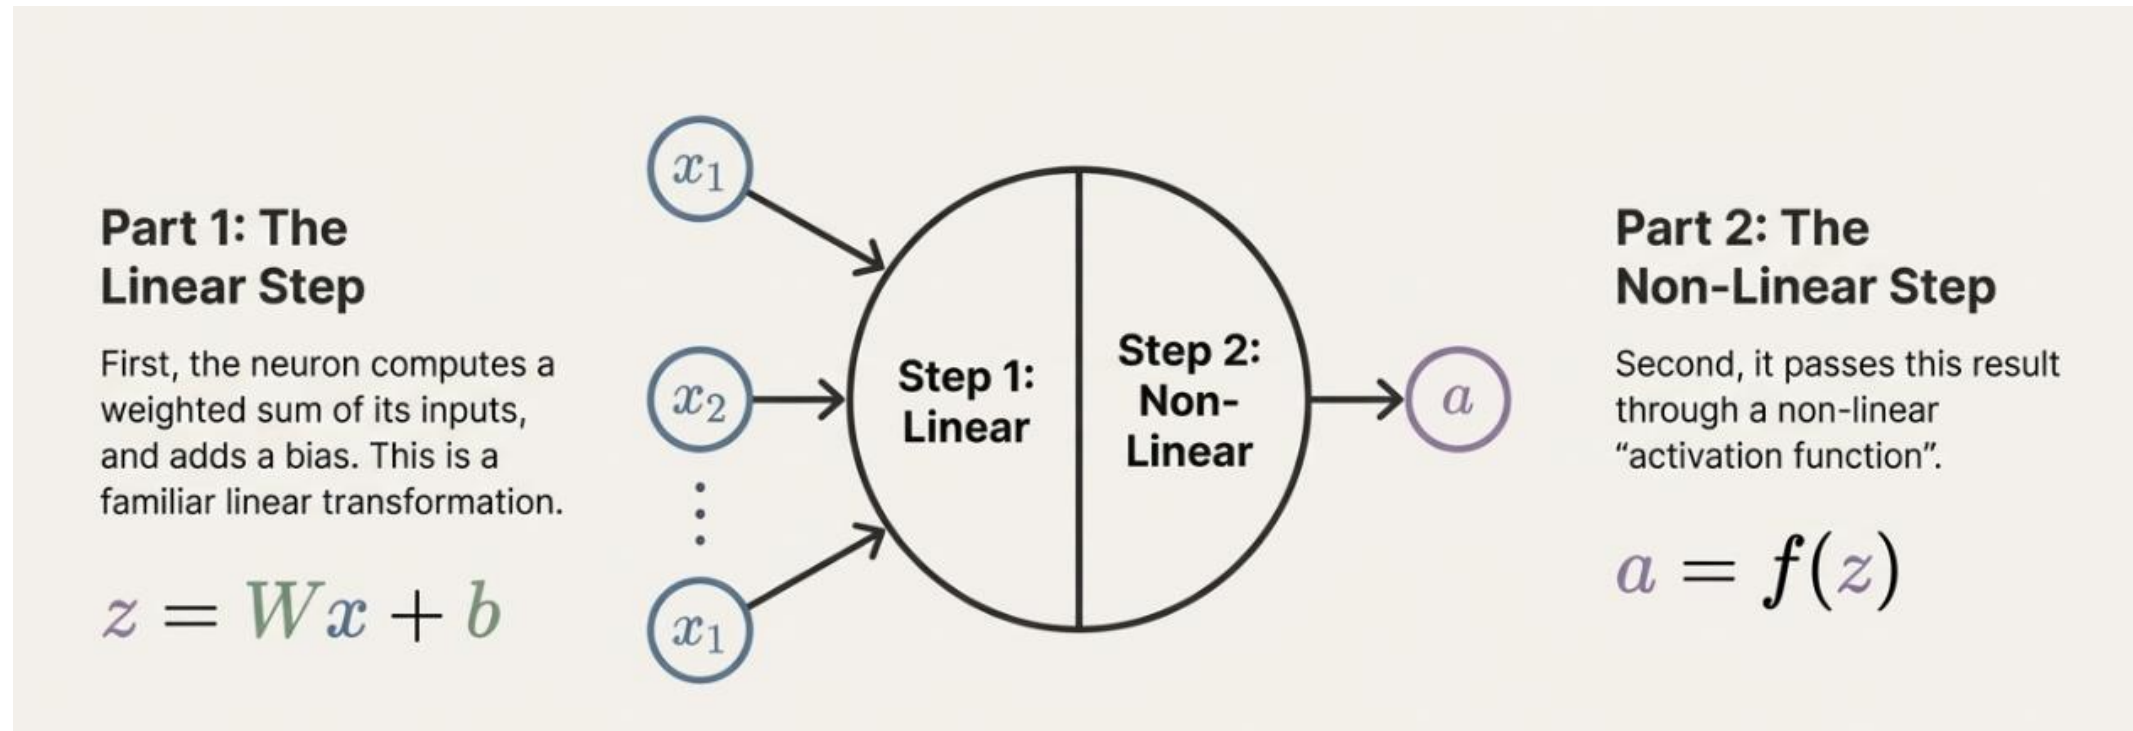 Part 1: The
Linear Step
First, the neuron computes a
weighted sum of its inputs,
and adds a bias. This is a
familiar linear transformation.
z = Wx + b
x₁
x₂
⋮
x₁
Step 1:
Linear
Step 2:
Non-
Linear
a
Part 2: The
Non-Linear Step
Second, it passes this result
through a non-linear
“activation function”.
a = f(z)